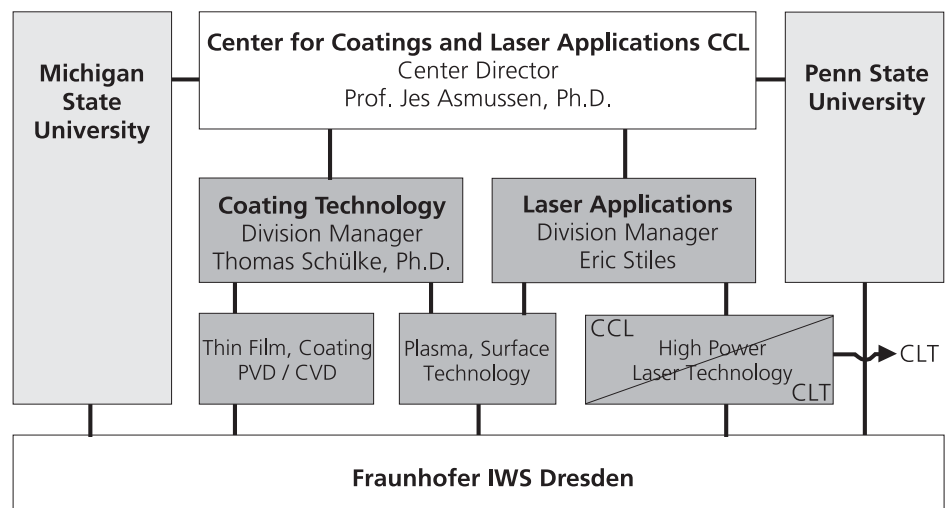 Michigan
State
University
Center for Coatings and Laser Applications CCL
Center Director
Prof. Jes Asmussen, Ph.D.
Penn State
University
Coating Technology
Division Manager
Thomas Schülke, Ph.D.
Laser Applications
Division Manager
Eric Stiles
Thin Film, Coating
PVD / CVD
Plasma, Surface
Technology
CCL
High Power
Laser Technology
CLT
CLT
Fraunhofer IWS Dresden